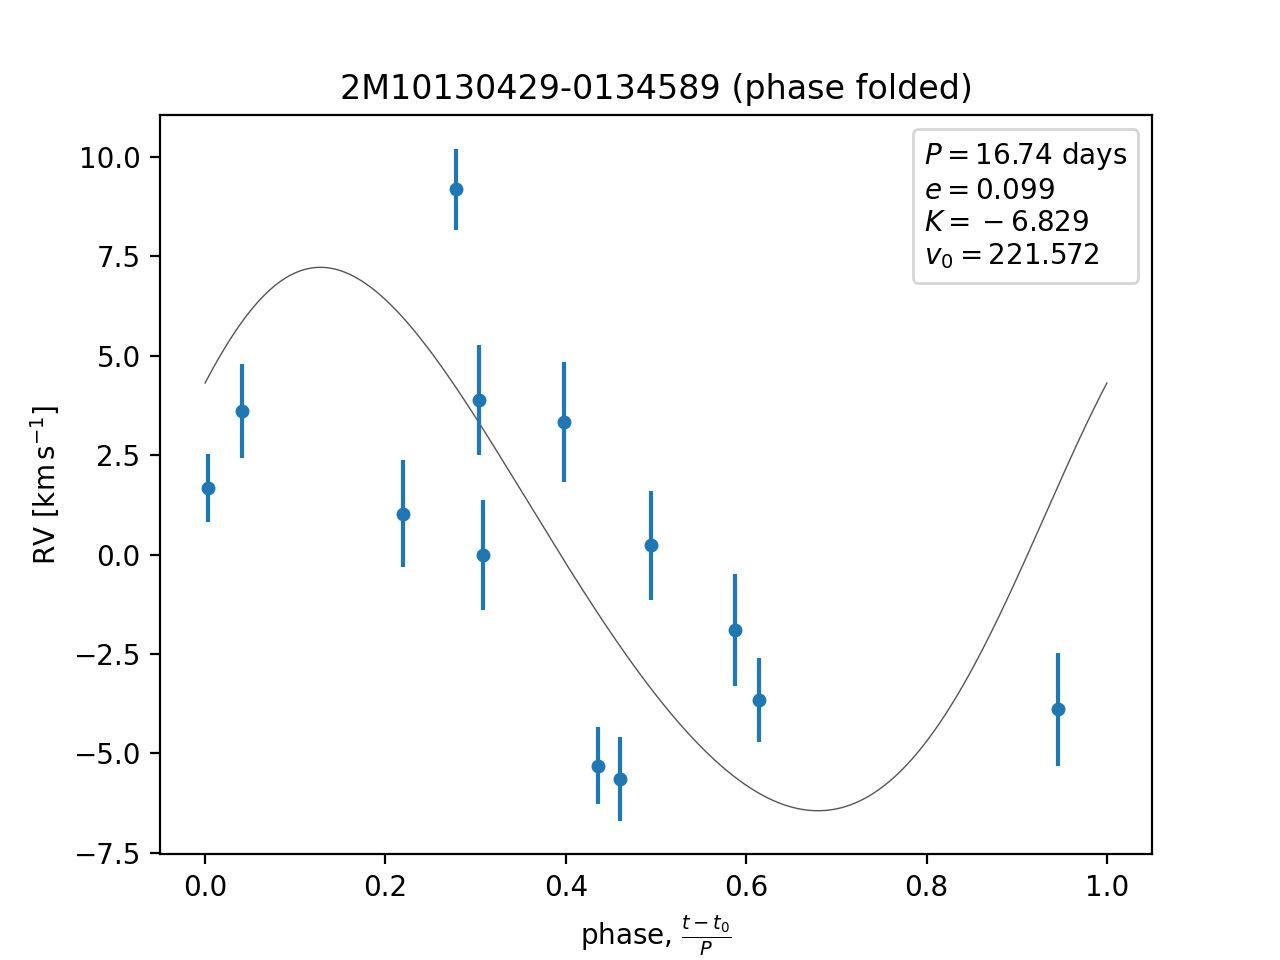 2M10130429-0134589 (phase folded)
P = 16.74 days
e = 0.099
K = −6.829
v₀ = 221.572
10.0
7.5
5.0
2.5
0.0
−2.5
−5.0
−7.5
RV [km s⁻¹]
0.0 0.2 0.4 0.6 0.8 1.0
phase, (t − t₀)/P